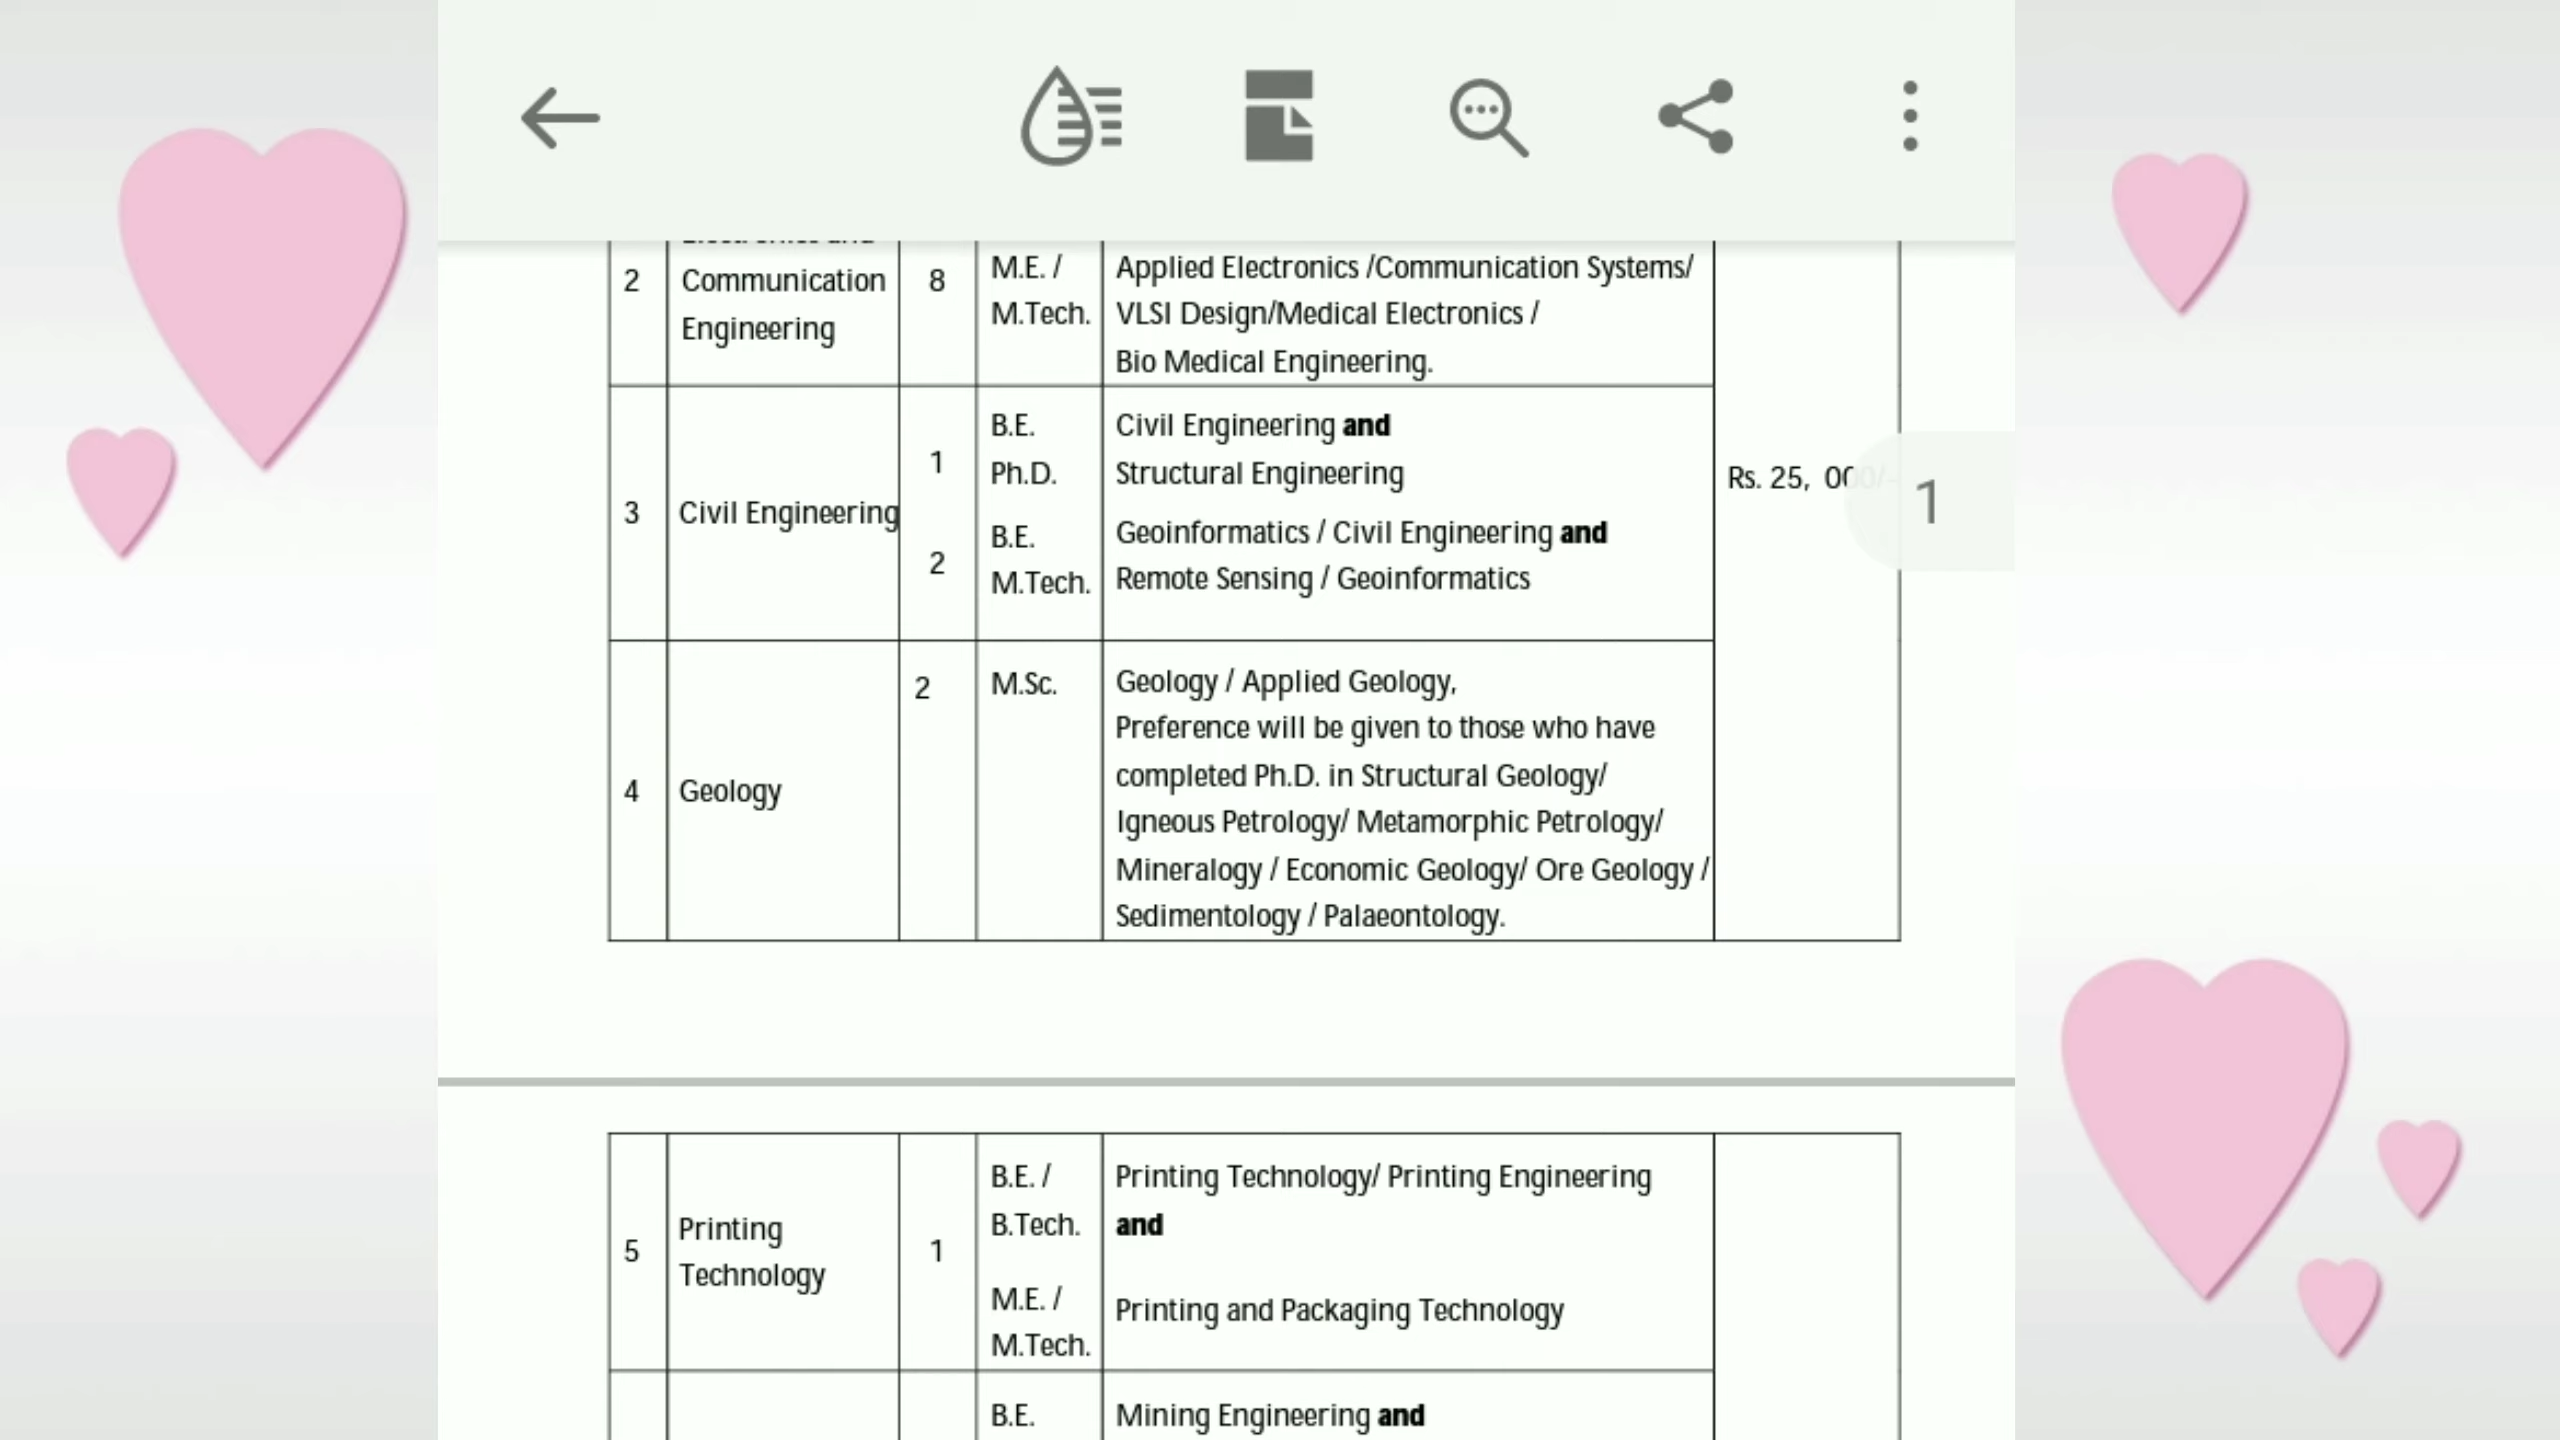 2
Communication
Engineering
8
M.E. /
M.Tech.
Applied Electronics /Communication Systems/
VLSI Design/Medical Electronics /
Bio Medical Engineering.
3
Civil Engineering
1
B.E.
Ph.D.
Civil Engineering and
Structural Engineering
2
B.E.
M.Tech.
Geoinformatics / Civil Engineering and
Remote Sensing / Geoinformatics
Rs. 25, 000/-
1
4
Geology
2
M.Sc.
Geology / Applied Geology,
Preference will be given to those who have
completed Ph.D. in Structural Geology/
Igneous Petrology/ Metamorphic Petrology/
Mineralogy / Economic Geology/ Ore Geology /
Sedimentology / Palaeontology.
5
Printing
Technology
1
B.E. /
B.Tech.
M.E. /
M.Tech.
Printing Technology/ Printing Engineering
and
Printing and Packaging Technology
B.E.
Mining Engineering and